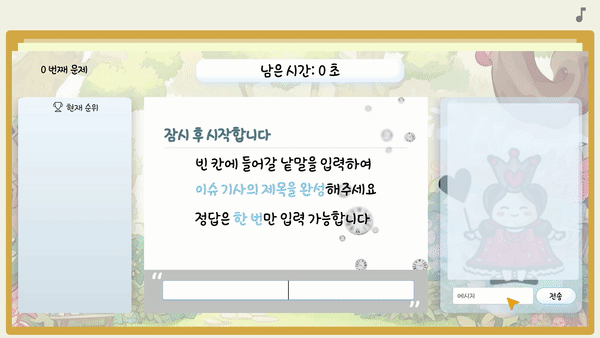 0 번째 문제
남은 시간: 0 초
현재 순위
잠시 후 시작합니다
빈 칸에 들어갈 낱말을 입력하여
이슈 기사의 제목을 완성해주세요
정답은 한 번만 입력 가능합니다
메시지
전송